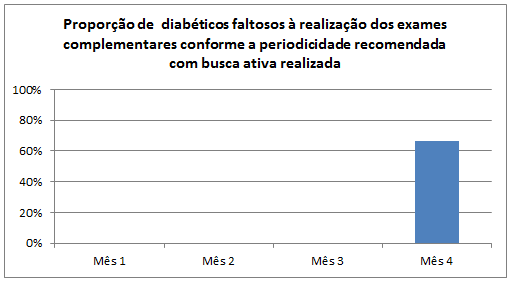 Proporção de diabéticos faltosos à realização dos exames
complementares conforme a periodicidade recomendada
com busca ativa realizada
100%
80%
60%
40%
20%
0%
Mês 1 Mês 2 Mês 3 Mês 4